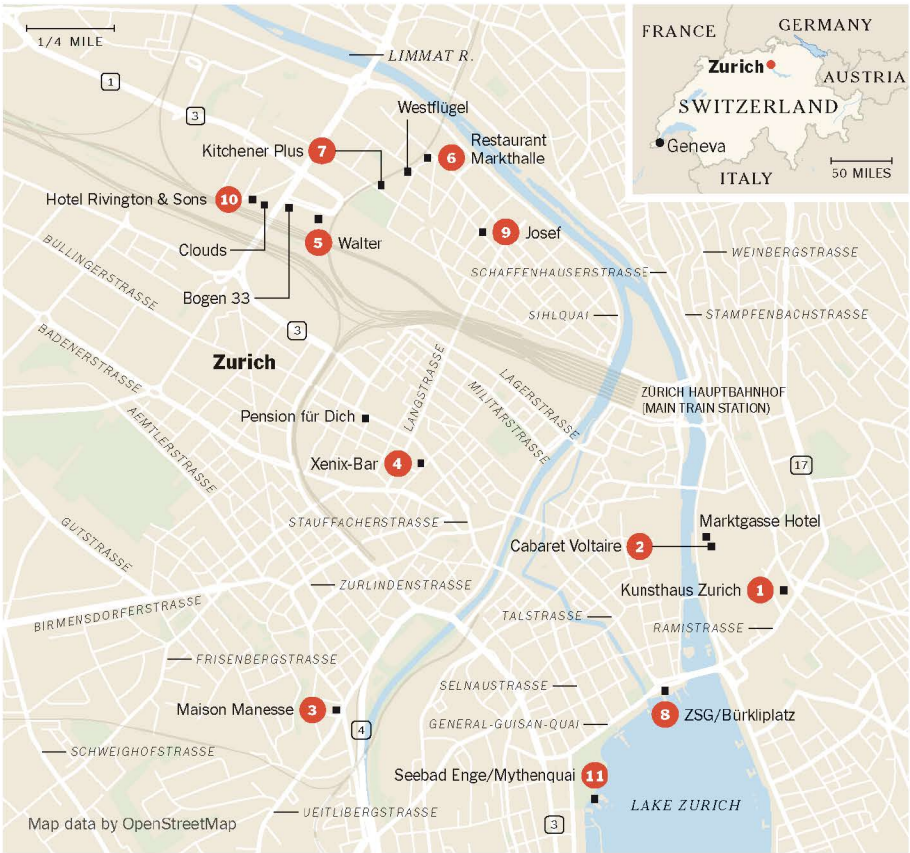 1/4 MILE
LIMMAT R.
FRANCE
GERMANY
Zurich
AUSTRIA
SWITZERLAND
Geneva
ITALY
50 MILES
1
3
Westflügel
Kitchener Plus 7
6 Restaurant
Markthalle
Hotel Rivington & Sons 10
Clouds
5 Walter
9 Josef
Bogen 33
BULLINGERSTRASSE
SCHAFFENHAUSERSTRASSE
WEINBERGSTRASSE
SIHLQUAI
STAMPFENBACHSTRASSE
3
BADENERSTRASSE
Zurich
LANGSTRASSE
LAGERSTRASSE
MILITÄRSTRASSE
ZÜRICH HAUPTBAHNHOF
(MAIN TRAIN STATION)
AEMTLERSTRASSE
Pension für Dich
Xenix-Bar 4
17
GUTSTRASSE
STAUFFACHERSTRASSE
Marktgasse Hotel
Cabaret Voltaire 2
ZURLINDENSTRASSE
Kunsthaus Zurich 1
BIRMENSDORFERSTRASSE
TALSTRASSE
RAMISTRASSE
FRISENBERGSTRASSE
SELNAUSTRASSE
Maison Manesse 3
4
8 ZSG/Bürkliplatz
GENERAL-GUISAN-QUAI
SCHWEIGHOFSTRASSE
Seebad Enge/Mythenquai 11
LAKE ZURICH
UEITLIBERGSTRASSE
3
Map data by OpenStreetMap